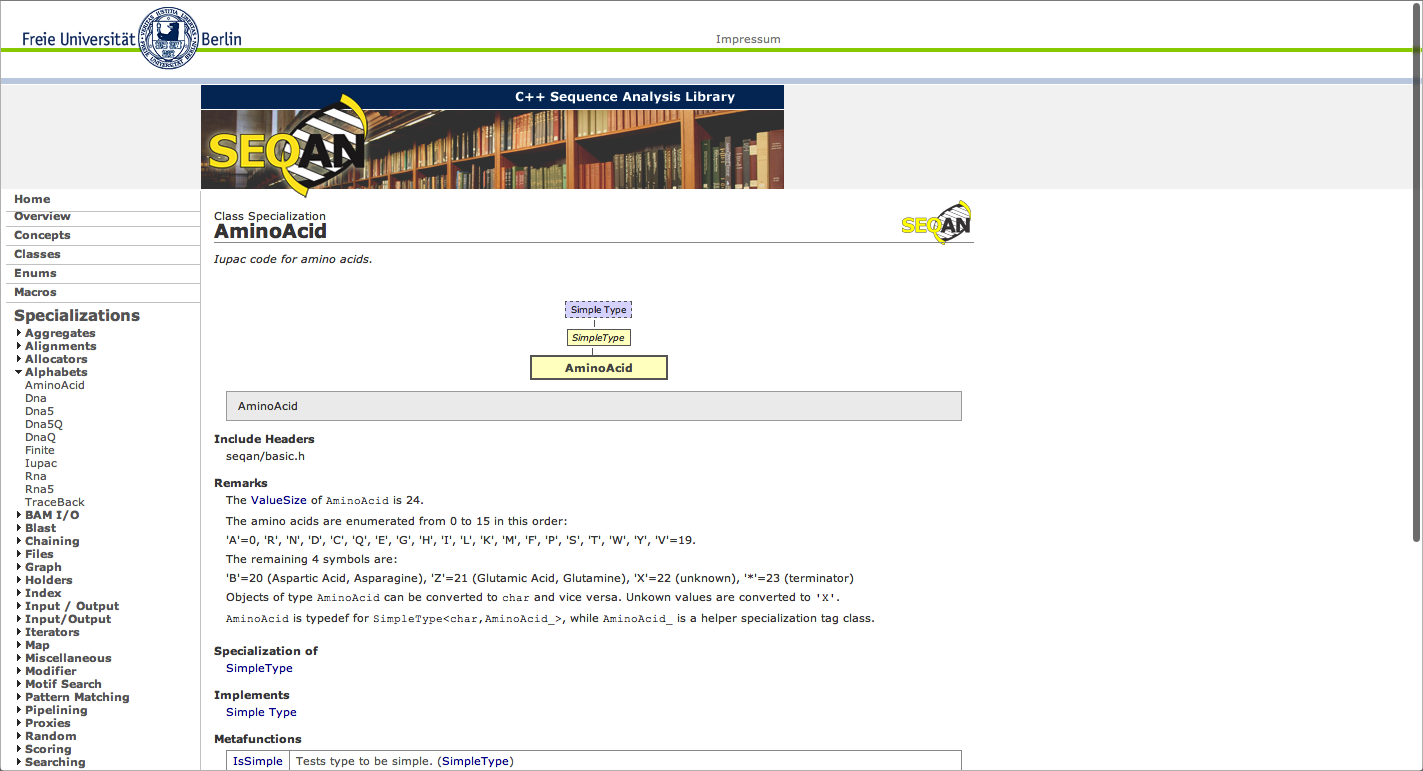 Freie Universität Berlin
Impressum
C++ Sequence Analysis Library
SEQAN
Home
Overview
Concepts
Classes
Enums
Macros
Specializations
Aggregates
Alignments
Allocators
Alphabets
AminoAcid
Dna
Dna5
Dna5Q
DnaQ
Finite
Iupac
Rna
Rna5
TraceBack
BAM I/O
Blast
Chaining
Files
Graph
Holders
Index
Input / Output
Input/Output
Iterators
Map
Miscellaneous
Modifier
Motif Search
Pattern Matching
Pipelining
Proxies
Random
Scoring
Searching
Class Specialization
AminoAcid
SEQAN
Iupac code for amino acids.
Simple Type
SimpleType
AminoAcid
AminoAcid
Include Headers
seqan/basic.h
Remarks
The ValueSize of AminoAcid is 24.
The amino acids are enumerated from 0 to 15 in this order:
'A'=0, 'R', 'N', 'D', 'C', 'Q', 'E', 'G', 'H', 'I', 'L', 'K', 'M', 'F', 'P', 'S', 'T', 'W', 'Y', 'V'=19.
The remaining 4 symbols are:
'B'=20 (Aspartic Acid, Asparagine), 'Z'=21 (Glutamic Acid, Glutamine), 'X'=22 (unknown), '*'=23 (terminator)
Objects of type AminoAcid can be converted to char and vice versa. Unkown values are converted to 'X'.
AminoAcid is typedef for SimpleType<char,AminoAcid_>, while AminoAcid_ is a helper specialization tag class.
Specialization of
SimpleType
Implements
Simple Type
Metafunctions
IsSimple Tests type to be simple. (SimpleType)